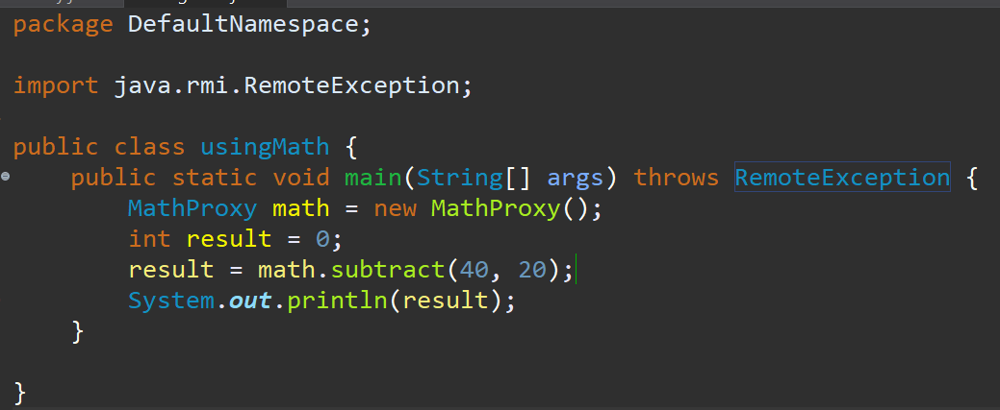 package DefaultNamespace;
import java.rmi.RemoteException;
public class usingMath {
    public static void main(String[] args) throws RemoteException {
        MathProxy math = new MathProxy();
        int result = 0;
        result = math.subtract(40, 20);
        System.out.println(result);
    }
}